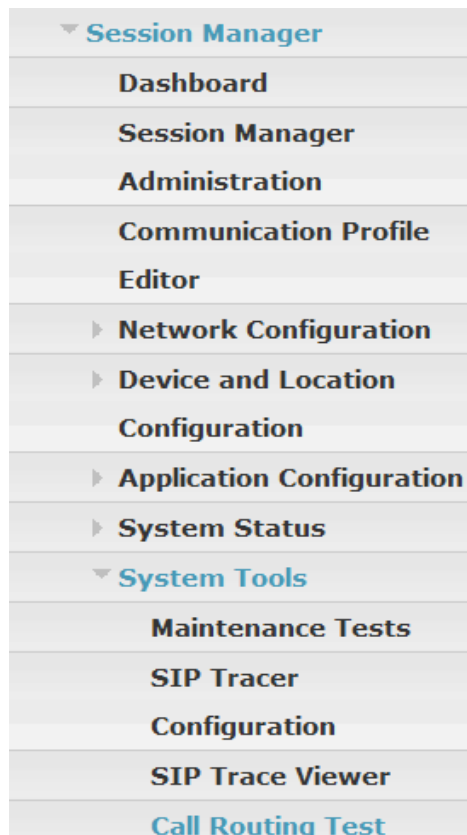 Session Manager
Dashboard
Session Manager
Administration
Communication Profile
Editor
Network Configuration
Device and Location
Configuration
Application Configuration
System Status
System Tools
Maintenance Tests
SIP Tracer
Configuration
SIP Trace Viewer
Call Routing Test